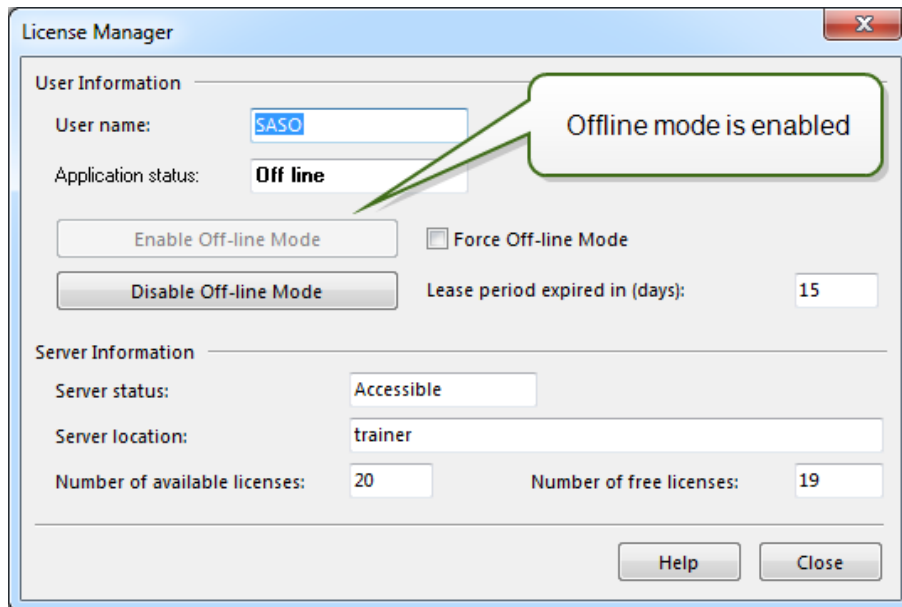 License Manager
User Information
User name: SASO
Offline mode is enabled
Application status: Off line
Enable Off-line Mode Force Off-line Mode
Disable Off-line Mode Lease period expired in (days): 15
Server Information
Server status: Accessible
Server location: trainer
Number of available licenses: 20 Number of free licenses: 19
Help Close